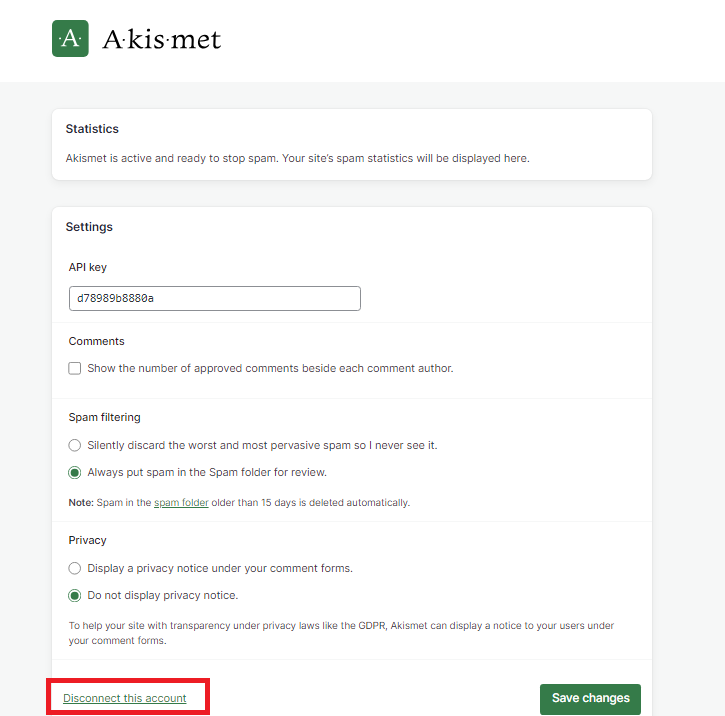 ·A· A·kis·met
Statistics
Akismet is active and ready to stop spam. Your site's spam statistics will be displayed here.
Settings
API key
d78989b8880a
Comments
Show the number of approved comments beside each comment author.
Spam filtering
Silently discard the worst and most pervasive spam so I never see it.
Always put spam in the Spam folder for review.
Note: Spam in the spam folder older than 15 days is deleted automatically.
Privacy
Display a privacy notice under your comment forms.
Do not display privacy notice.
To help your site with transparency under privacy laws like the GDPR, Akismet can display a notice to your users under
your comment forms.
Disconnect this account
Save changes